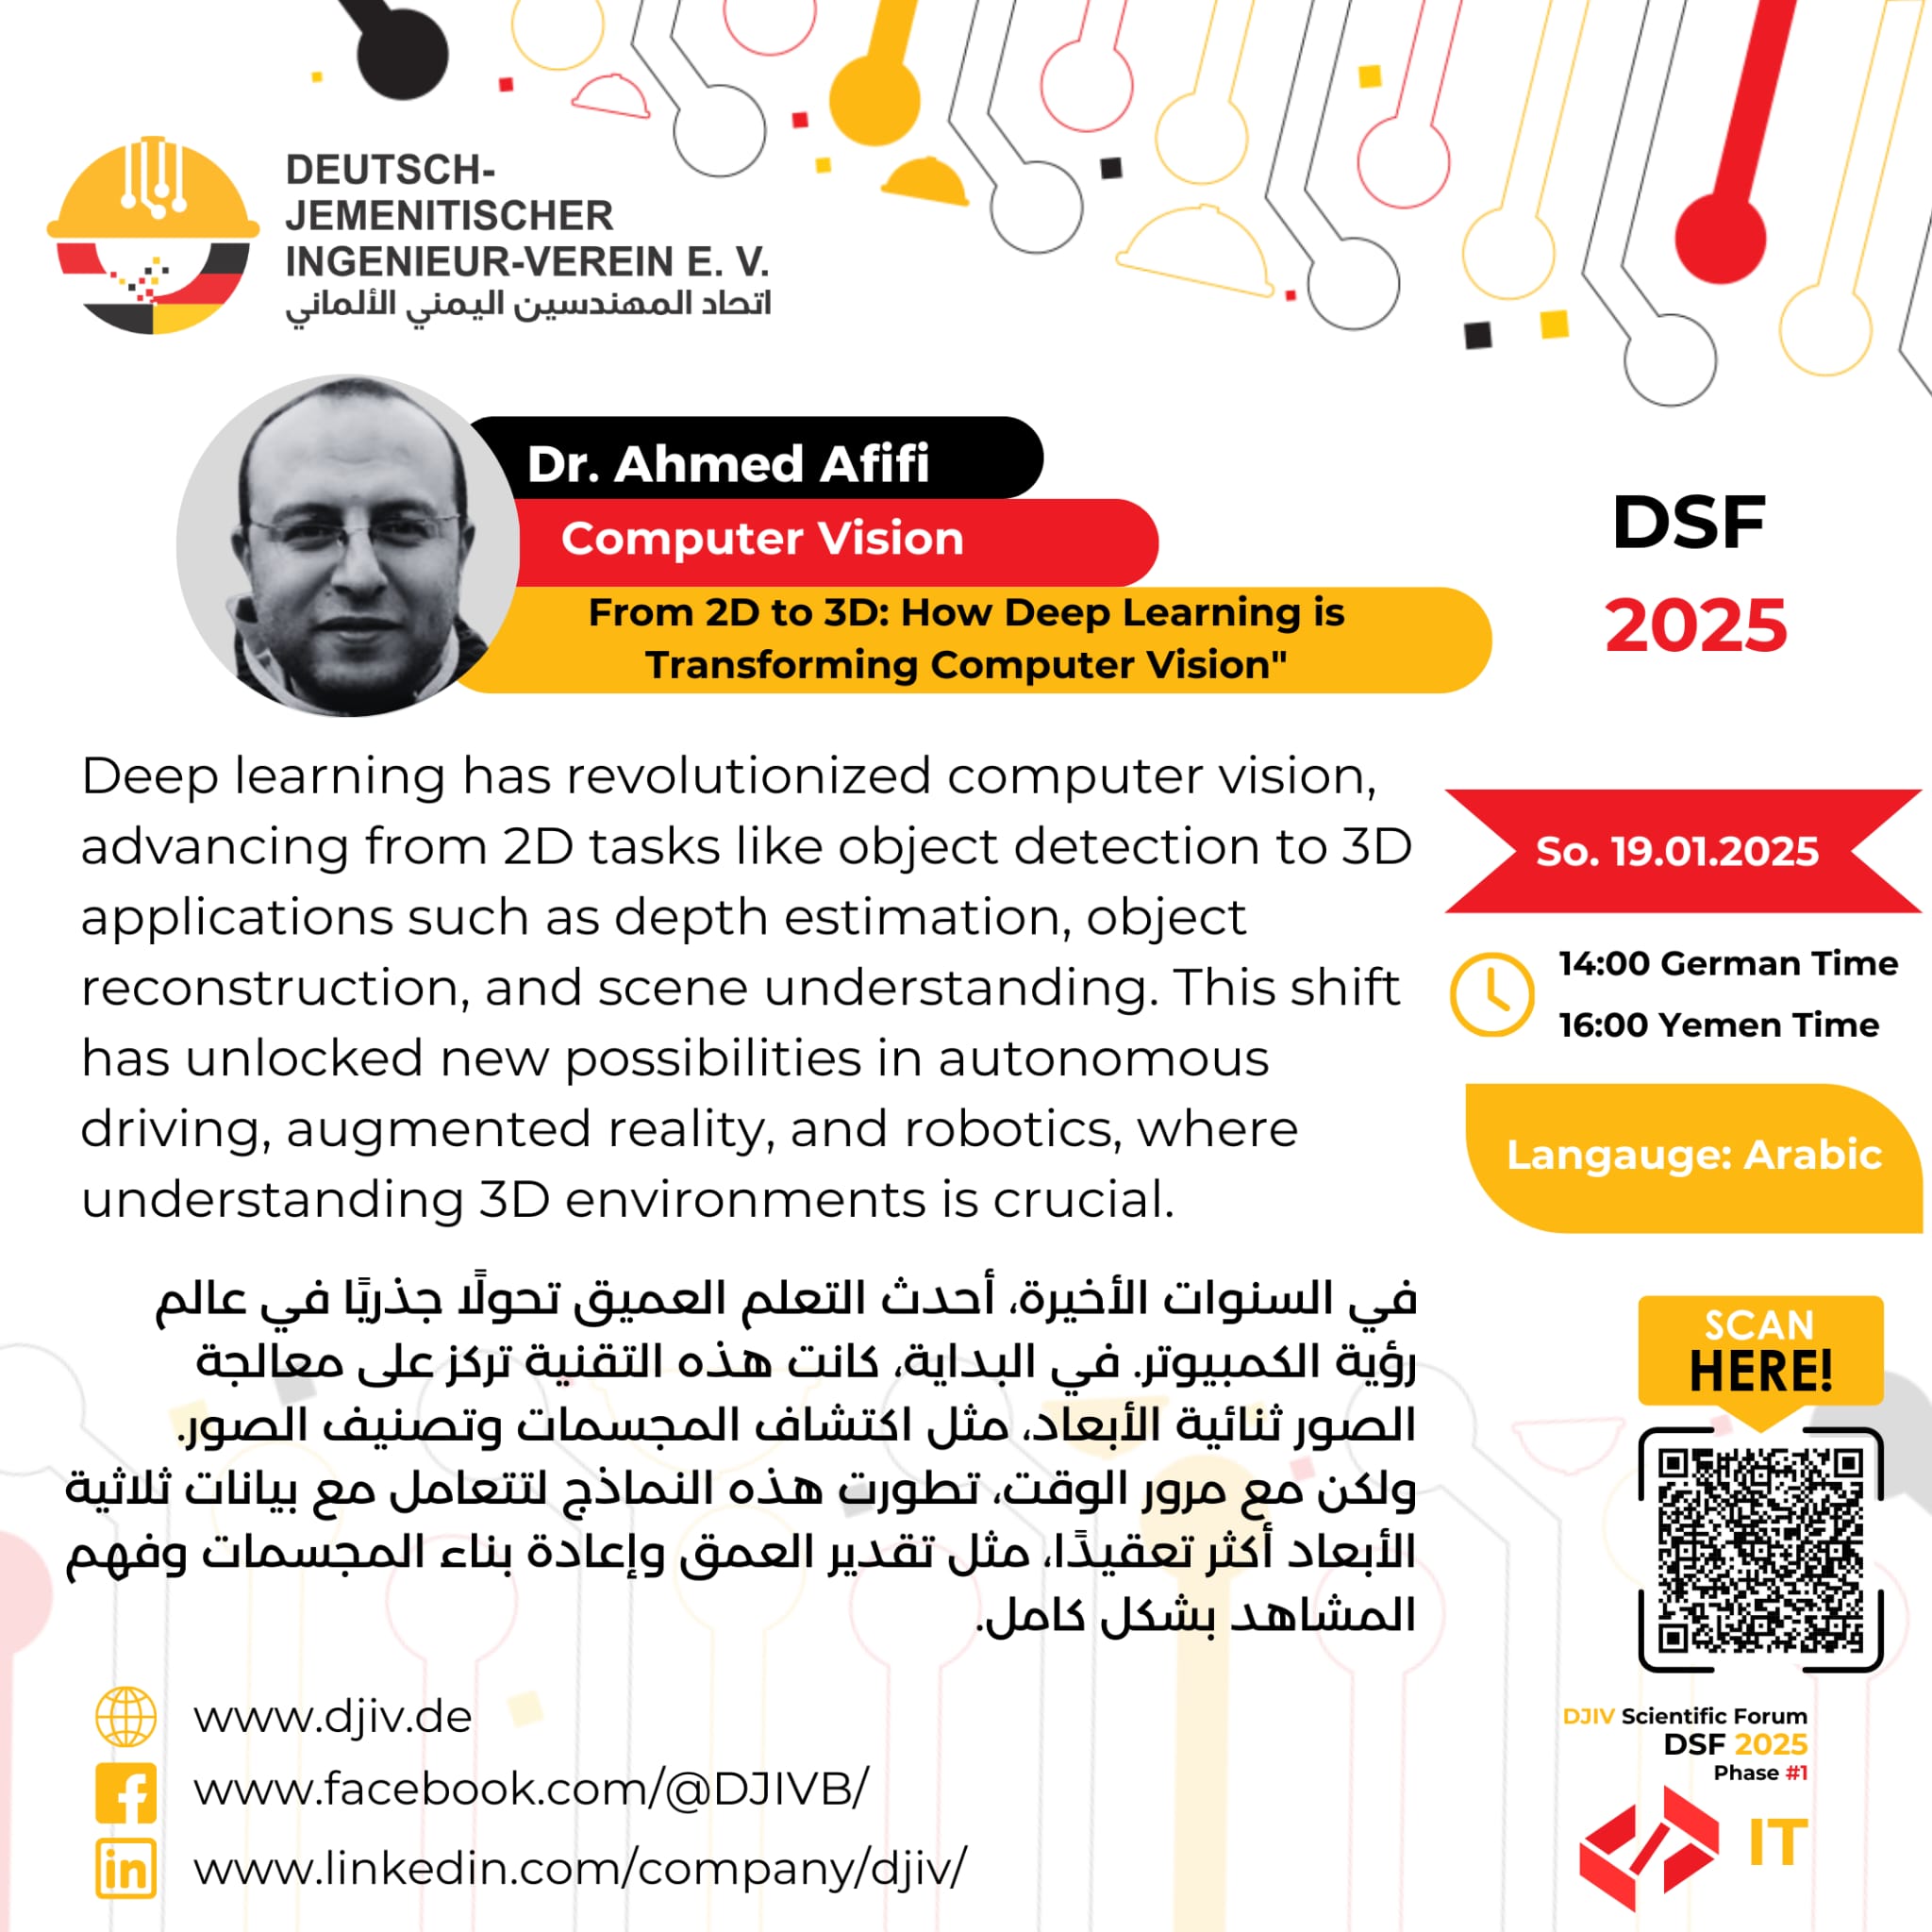 DEUTSCH-
JEMENITISCHER
INGENIEUR-VEREIN E. V.
اتحاد المهندسين اليمني الألماني
Dr. Ahmed Afifi
Computer Vision
From 2D to 3D: How Deep Learning is
Transforming Computer Vision"
DSF
2025
Deep learning has revolutionized computer vision,
advancing from 2D tasks like object detection to 3D
applications such as depth estimation, object
reconstruction, and scene understanding. This shift
has unlocked new possibilities in autonomous
driving, augmented reality, and robotics, where
understanding 3D environments is crucial.
So. 19.01.2025
14:00 German Time
16:00 Yemen Time
Langauge: Arabic
في السنوات الأخيرة، أحدث التعلم العميق تحولًا جذريًا في عالم
رؤية الكمبيوتر. في البداية، كانت هذه التقنية تركز على معالجة
الصور ثنائية الأبعاد، مثل اكتشاف المجسمات وتصنيف الصور.
ولكن مع مرور الوقت، تطورت هذه النماذج لتتعامل مع بيانات ثلاثية
الأبعاد أكثر تعقيدًا، مثل تقدير العمق وإعادة بناء المجسمات وفهم
المشاهد بشكل كامل.
SCAN
HERE!
www.djiv.de
www.facebook.com/@DJIVB/
www.linkedin.com/company/djiv/
DJIV Scientific Forum
DSF 2025
Phase #1
IT